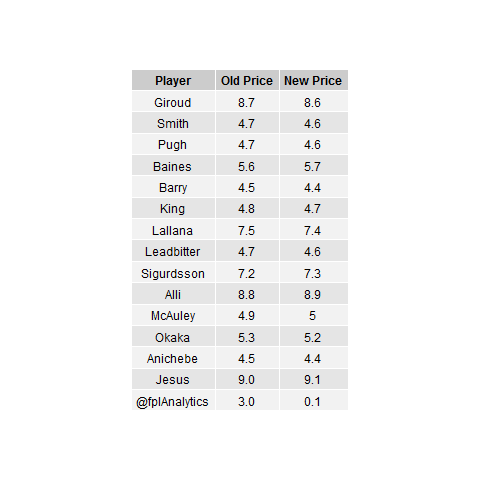 Player Old Price New Price
Giroud 8.7 8.6
Smith 4.7 4.6
Pugh 4.7 4.6
Baines 5.6 5.7
Barry 4.5 4.4
King 4.8 4.7
Lallana 7.5 7.4
Leadbitter 4.7 4.6
Sigurdsson 7.2 7.3
Alli 8.8 8.9
McAuley 4.9 5
Okaka 5.3 5.2
Anichebe 4.5 4.4
Jesus 9.0 9.1
@fplAnalytics 3.0 0.1